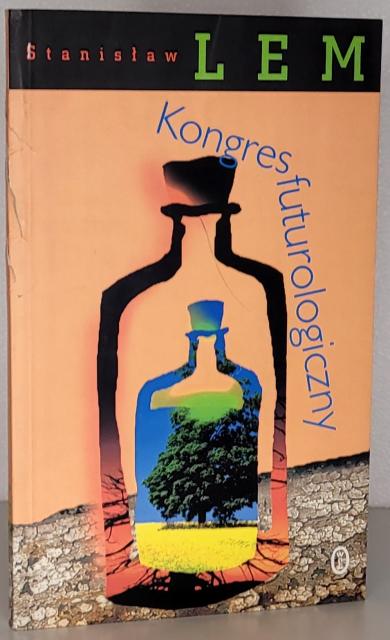 Stanisław LEM
Kongres futurologiczny